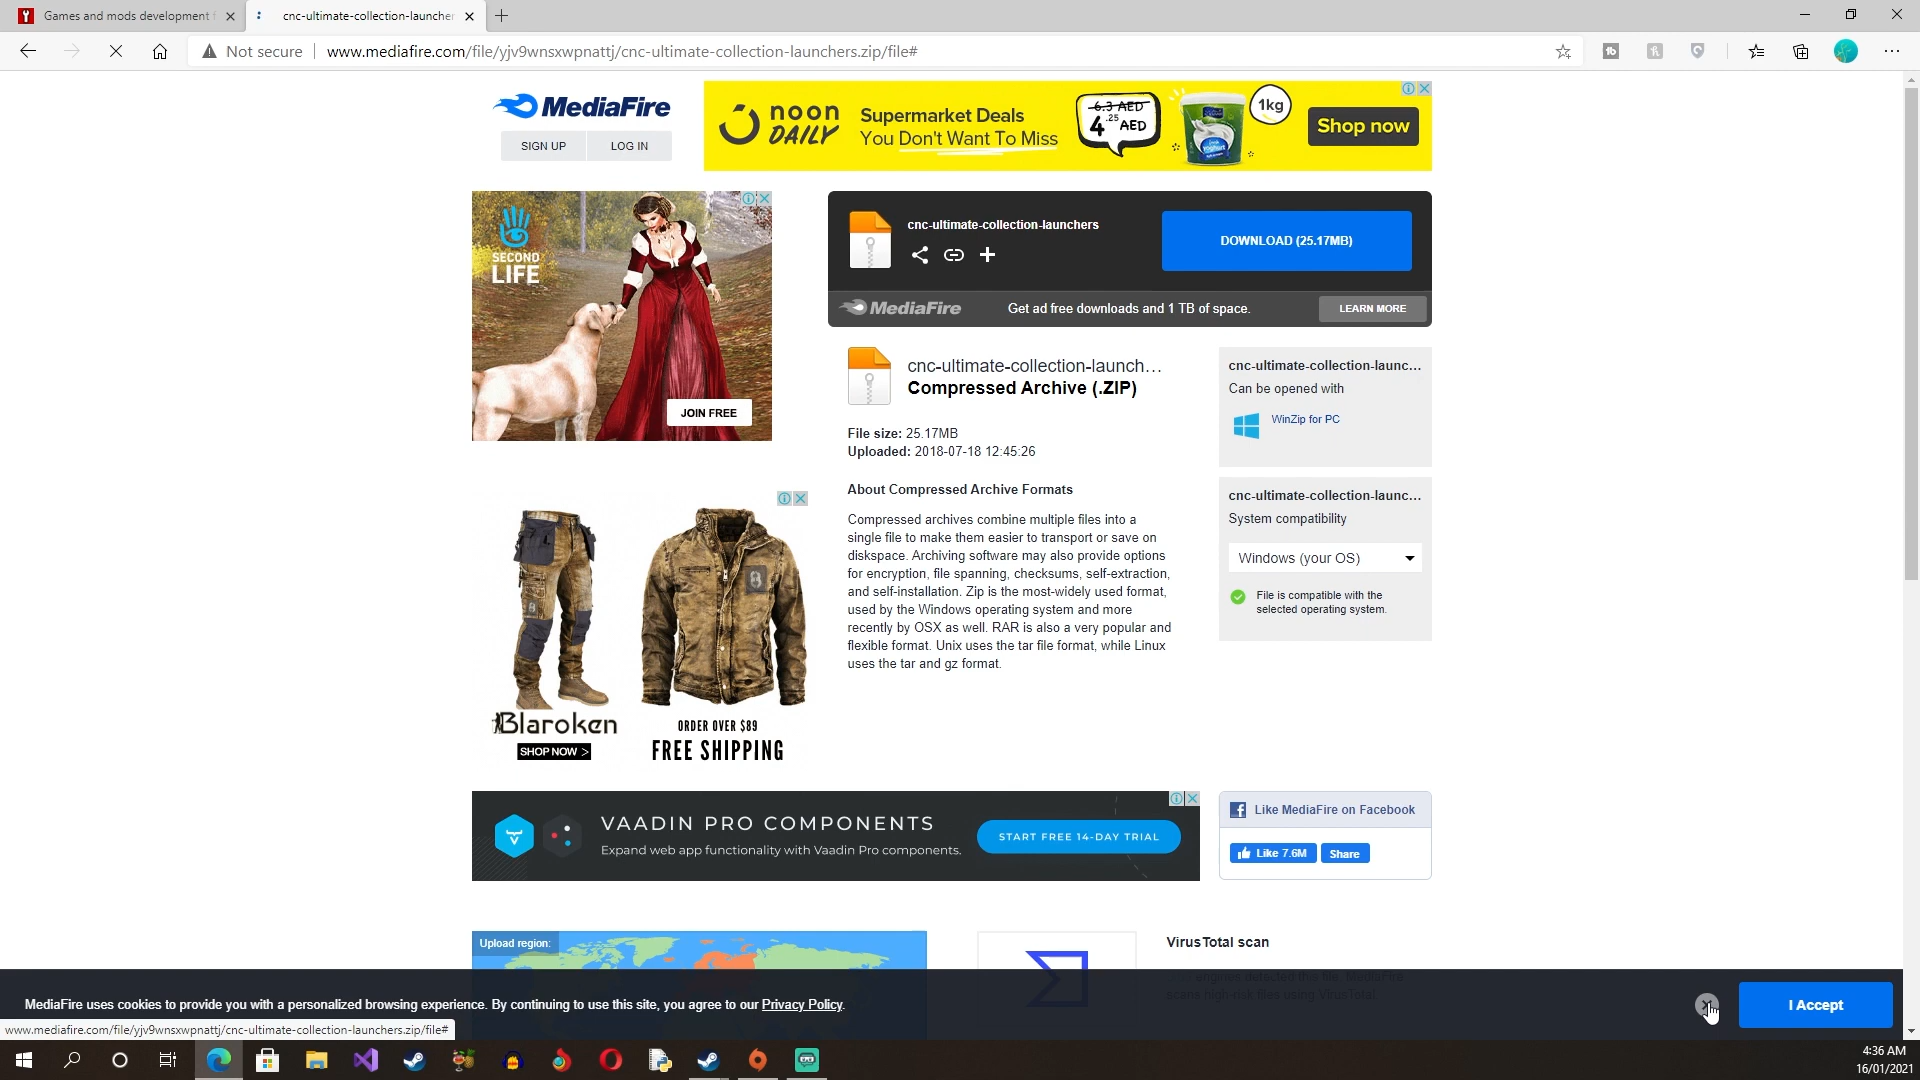 Games and mods development f
cnc-ultimate-collection-launcher
Not secure
www.mediafire.com/file/yjv9wnsxwpnattj/cnc-ultimate-collection-launchers.zip/file#
MediaFire
SIGN UP
LOG IN
noon
DAILY
Supermarket Deals
You Don't Want To Miss
6.3 AED
4.25 AED
1kg
Shop now
SECOND
LIFE
JOIN FREE
cnc-ultimate-collection-launchers
DOWNLOAD (25.17MB)
MediaFire
Get ad free downloads and 1 TB of space.
LEARN MORE
cnc-ultimate-collection-launch...
Compressed Archive (.ZIP)
File size: 25.17MB
Uploaded: 2018-07-18 12:45:26
About Compressed Archive Formats
Compressed archives combine multiple files into a
single file to make them easier to transport or save on
diskspace. Archiving software may also provide options
for encryption, file spanning, checksums, self-extraction,
and self-installation. Zip is the most-widely used format,
used by the Windows operating system and more
recently by OSX as well. RAR is also a very popular and
flexible format. Unix uses the tar file format, while Linux
uses the tar and gz format.
cnc-ultimate-collection-launc...
Can be opened with
WinZip for PC
cnc-ultimate-collection-launc...
System compatibility
Windows (your OS)
File is compatible with the
selected operating system.
Blaroken
SHOP NOW >
ORDER OVER $89
FREE SHIPPING
VAADIN PRO COMPONENTS
Expand web app functionality with Vaadin Pro components.
START FREE 14-DAY TRIAL
Like MediaFire on Facebook
Like 7.6M
Share
Upload region:
VirusTotal scan
MediaFire uses cookies to provide you with a personalized browsing experience. By continuing to use this site, you agree to our Privacy Policy.
I Accept
www.mediafire.com/file/yjv9wnsxwpnattj/cnc-ultimate-collection-launchers.zip/file#
4:36 AM
16/01/2021